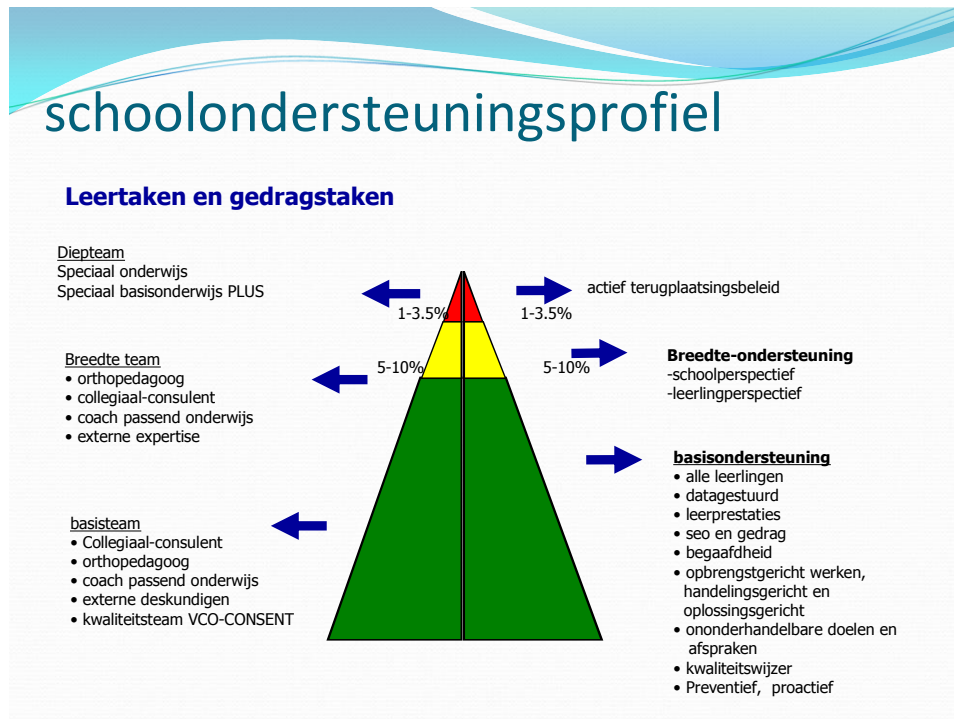 schoolondersteuningsprofiel
Leertaken en gedragstaken
Diepteam
Speciaal onderwijs
Speciaal basisonderwijs PLUS
1-3.5%
1-3.5%
actief terugplaatsingsbeleid
Breedte team
• orthopedagoog
• collegiaal-consulent
• coach passend onderwijs
• externe expertise
5-10%
5-10%
Breedte-ondersteuning
-schoolperspectief
-leerlingperspectief
basisteam
• Collegiaal-consulent
• orthopedagoog
• coach passend onderwijs
• externe deskundigen
• kwaliteitsteam VCO-CONSENT
basisondersteuning
• alle leerlingen
• datagestuurd
• leerprestaties
• seo en gedrag
• begaafdheid
• opbrengstgericht werken,
handelingsgericht en
oplossingsgericht
• ononderhandelbare doelen en
afspraken
• kwaliteitswijzer
• Preventief, proactief